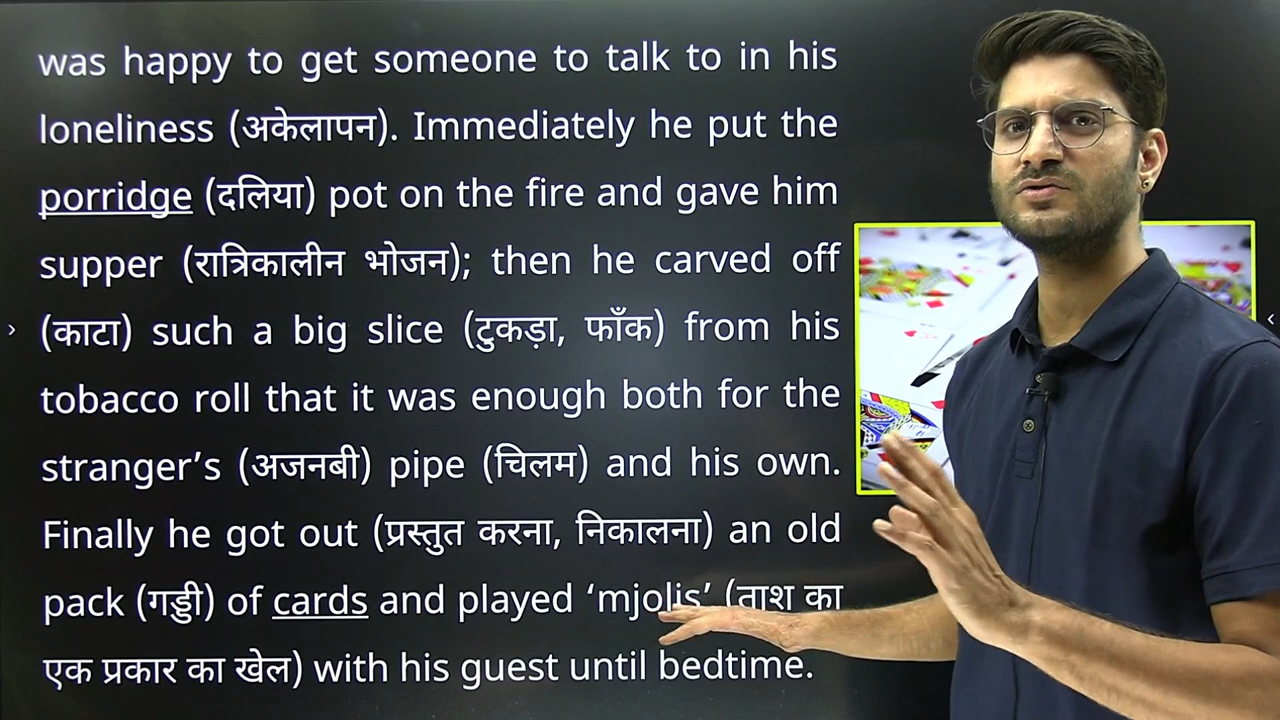 was happy to get someone to talk to in his
loneliness (अकेलापन). Immediately he put the
porridge (दलिया) pot on the fire and gave him
supper (रात्रिकालीन भोजन); then he carved off
(काटा) such a big slice (टुकड़ा, फाँक) from his
tobacco roll that it was enough both for the
stranger’s (अजनबी) pipe (चिलम) and his own.
Finally he got out (प्रस्तुत करना, निकालना) an old
pack (गड्डी) of cards and played ‘mjolis’ (ताश का
एक प्रकार का खेल) with his guest until bedtime.